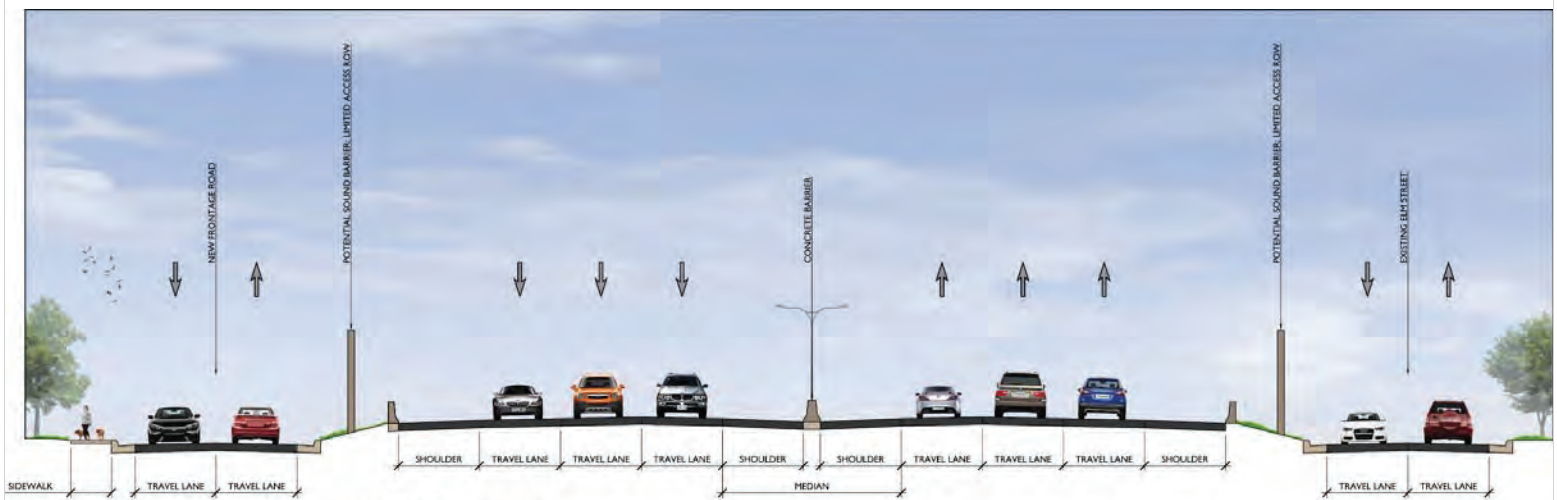 NEW FRONTAGE ROAD
POTENTIAL SOUND BARRIER; LIMITED ACCESS ROW
CONCRETE BARRIER
POTENTIAL SOUND BARRIER; LIMITED ACCESS ROW
EXISTING ELM STREET
SHOULDER
TRAVEL LANE
TRAVEL LANE
TRAVEL LANE
SHOULDER
SHOULDER
TRAVEL LANE
TRAVEL LANE
TRAVEL LANE
SHOULDER
SIDEWALK
TRAVEL LANE
TRAVEL LANE
MEDIAN
TRAVEL LANE
TRAVEL LANE